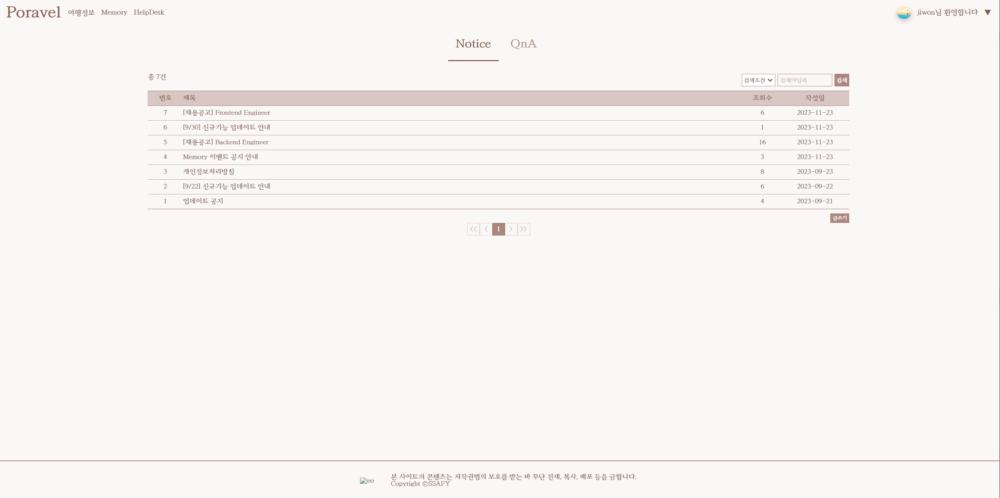 Poravel 여행정보 Memory HelpDesk jiwon님 환영합니다 ▼
Notice QnA
총 7건 검색조건 검색어입력 검색
번호 제목 조회수 작성일
7 [채용공고] Frontend Engineer 6 2023-11-23
6 [9/30] 신규기능 업데이트 안내 1 2023-11-23
5 [채용공고] Backend Engineer 16 2023-11-23
4 Memory 이벤트 공지 안내 3 2023-11-23
3 개인정보처리방침 8 2023-09-23
2 [9/22] 신규기능 업데이트 안내 6 2023-09-22
1 업데이트 공지 4 2023-09-21
글쓰기
<< < 1 > >>
eo 본 사이트의 콘텐츠는 저작권법의 보호를 받는 바 무단 전재, 복사, 배포 등을 금합니다.
Copyright ©SSAFY